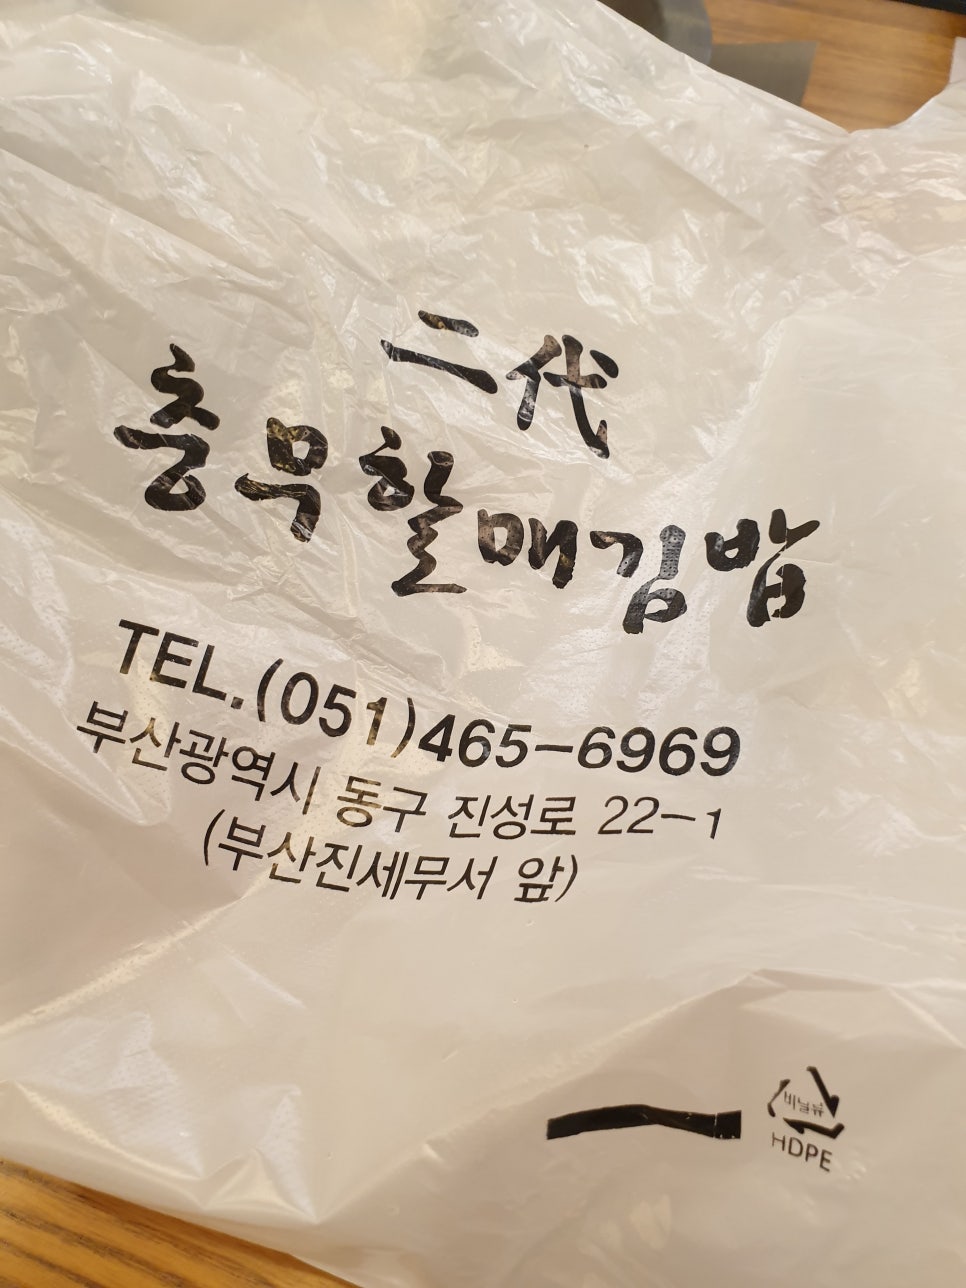 二代
충무할매김밥
TEL.(051)465-6969
부산광역시 동구 진성로 22-1
(부산진세무서 앞)
비닐류
HDPE